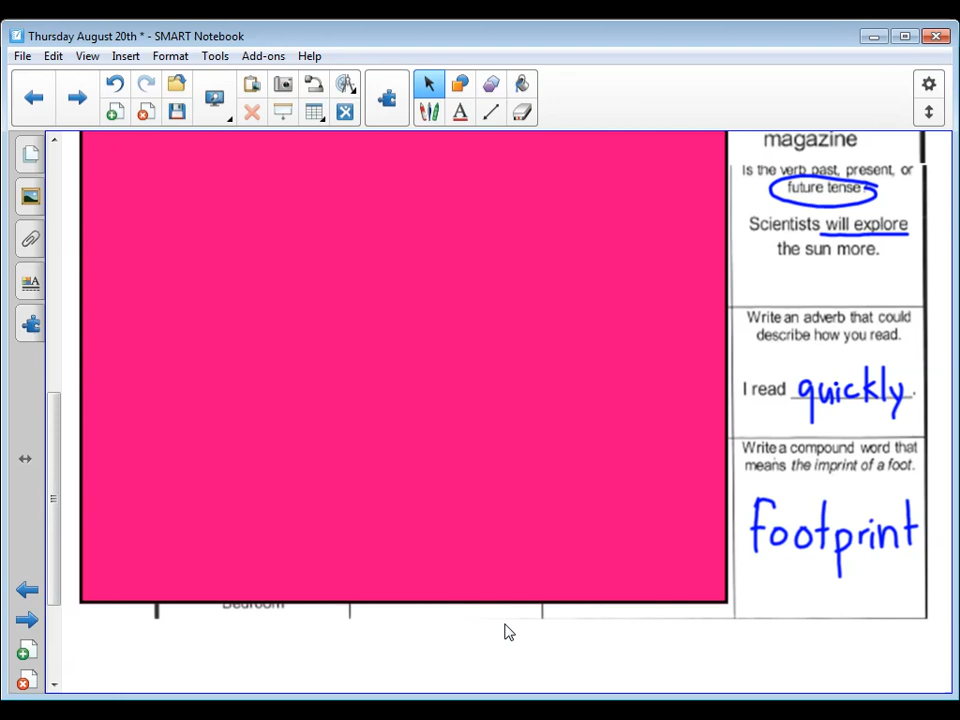 Thursday August 20th * - SMART Notebook
File Edit View Insert Format Tools Add-ons Help
magazine
Is the verb past, present, or
future tense?
Scientists will explore
the sun more.
Write an adverb that could
describe how you read.
I read quickly.
Write a compound word that
means the imprint of a foot.
footprint
Bedroom